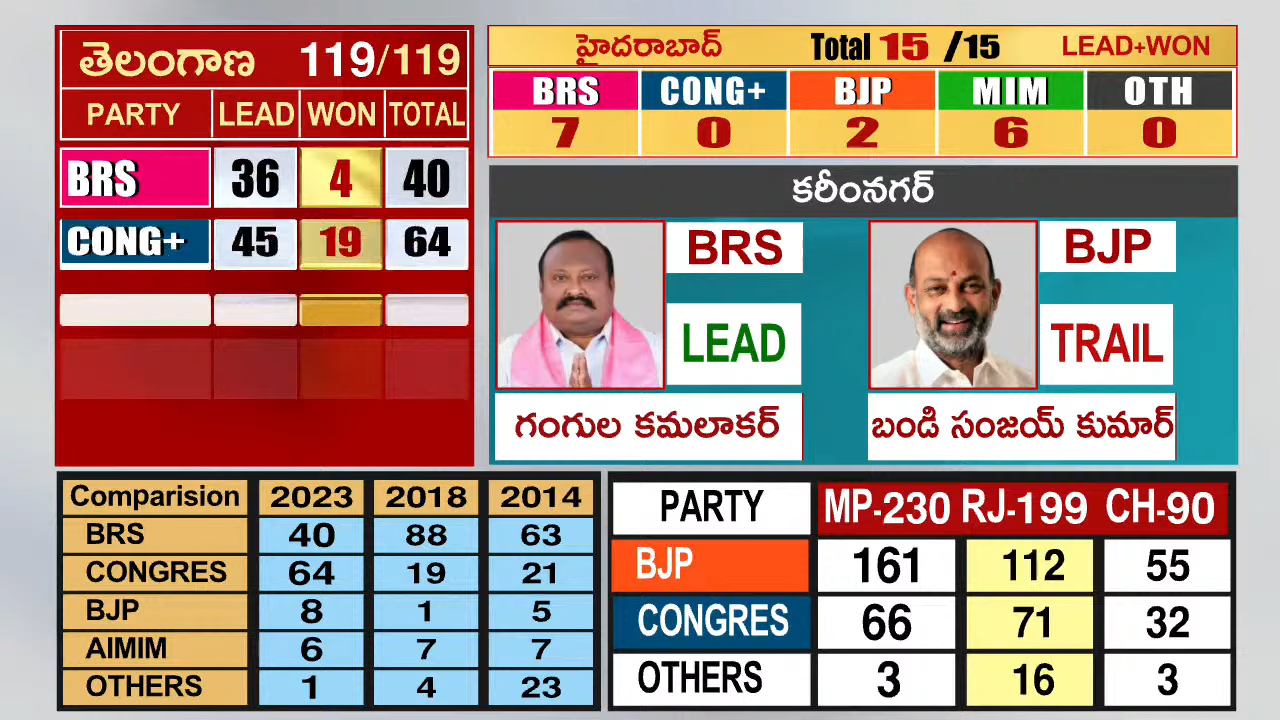 తెలంగాణ 119/119
PARTY LEAD WON TOTAL
BRS 36 4 40
CONG+ 45 19 64
హైదరాబాద్ Total 15 /15 LEAD+WON
BRS CONG+ BJP MIM OTH
7 0 2 6 0
కరీంనగర్
BRS
LEAD
గంగుల కమలాకర్
BJP
TRAIL
బండి సంజయ్ కుమార్
Comparision 2023 2018 2014
BRS 40 88 63
CONGRES 64 19 21
BJP 8 1 5
AIMIM 6 7 7
OTHERS 1 4 23
PARTY MP-230 RJ-199 CH-90
BJP 161 112 55
CONGRES 66 71 32
OTHERS 3 16 3